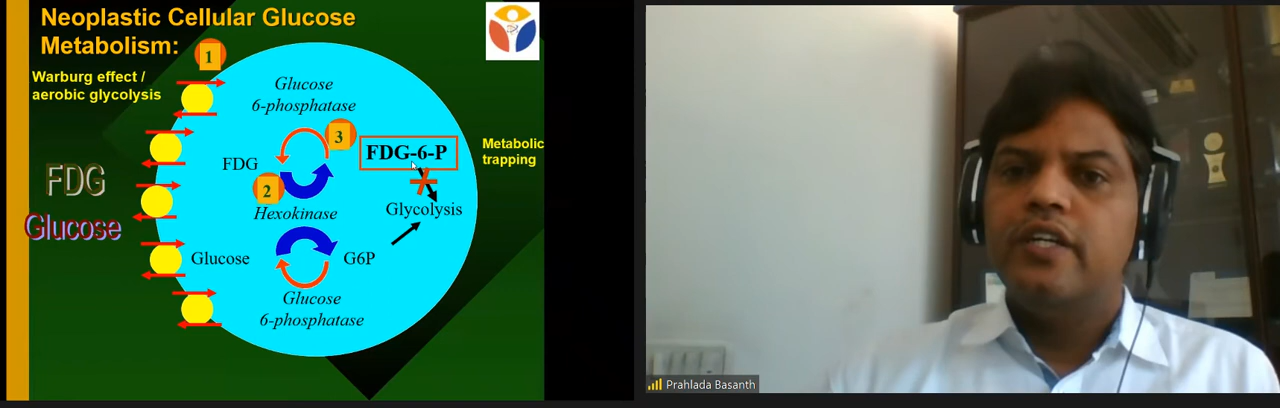 Neoplastic Cellular Glucose
Metabolism:
1
Warburg effect /
aerobic glycolysis
Glucose
6-phosphatase
3
FDG-6-P
Metabolic
trapping
FDG
FDG
2
Hexokinase
Glycolysis
Glucose
Glucose
G6P
Glucose
6-phosphatase
Prahlada Basanth